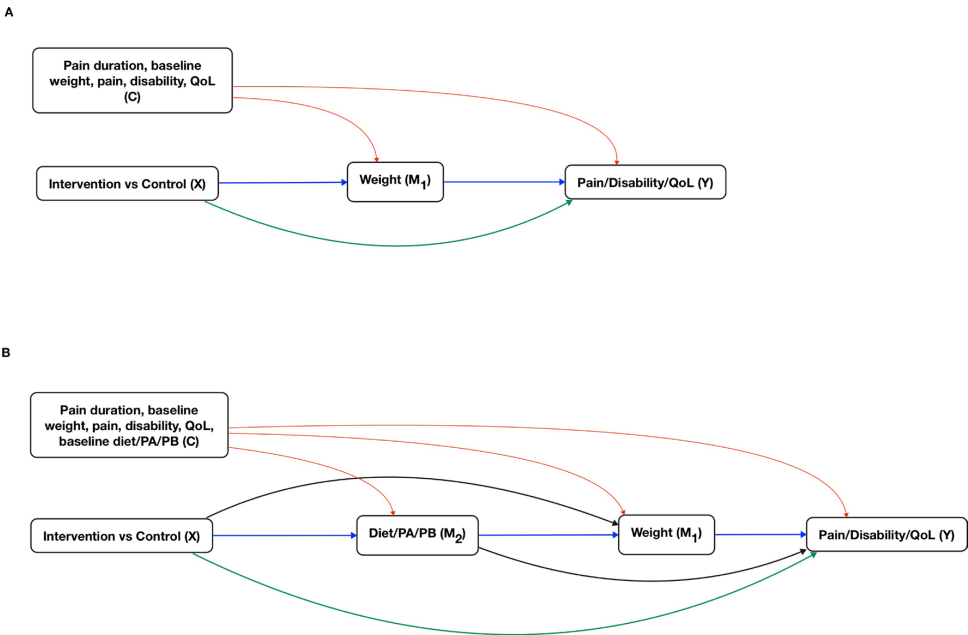 A
Pain duration, baseline
weight, pain, disability, QoL
(C)
Intervention vs Control (X)
Weight (M1)
Pain/Disability/QoL (Y)
B
Pain duration, baseline
weight, pain, disability, QoL,
baseline diet/PA/PB (C)
Intervention vs Control (X)
Diet/PA/PB (M2)
Weight (M1)
Pain/Disability/QoL (Y)